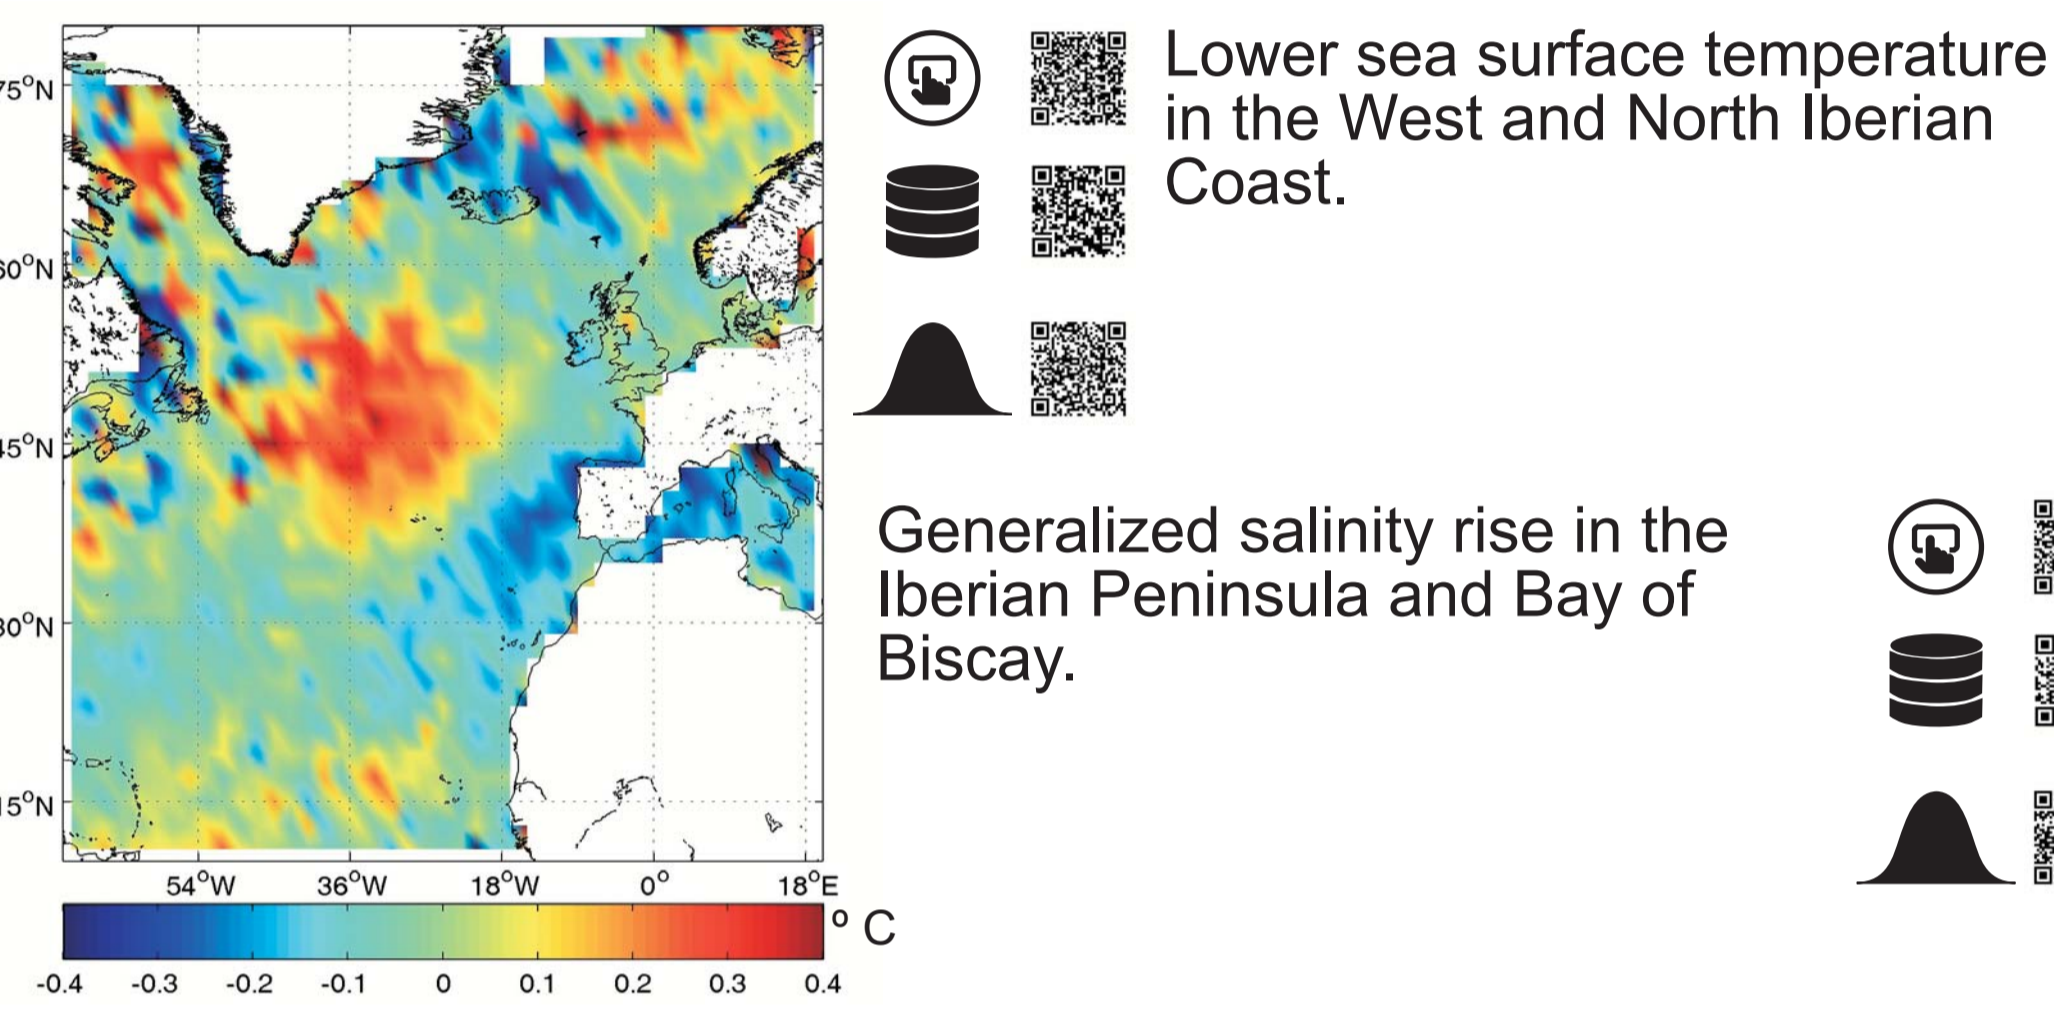 Lower sea surface temperature
in the West and North Iberian
Coast.
75°N
60°N
45°N
30°N
15°N
54°W 36°W 18°W 0° 18°E
º C
-0.4 -0.3 -0.2 -0.1 0 0.1 0.2 0.3 0.4
Generalized salinity rise in the
Iberian Peninsula and Bay of
Biscay.